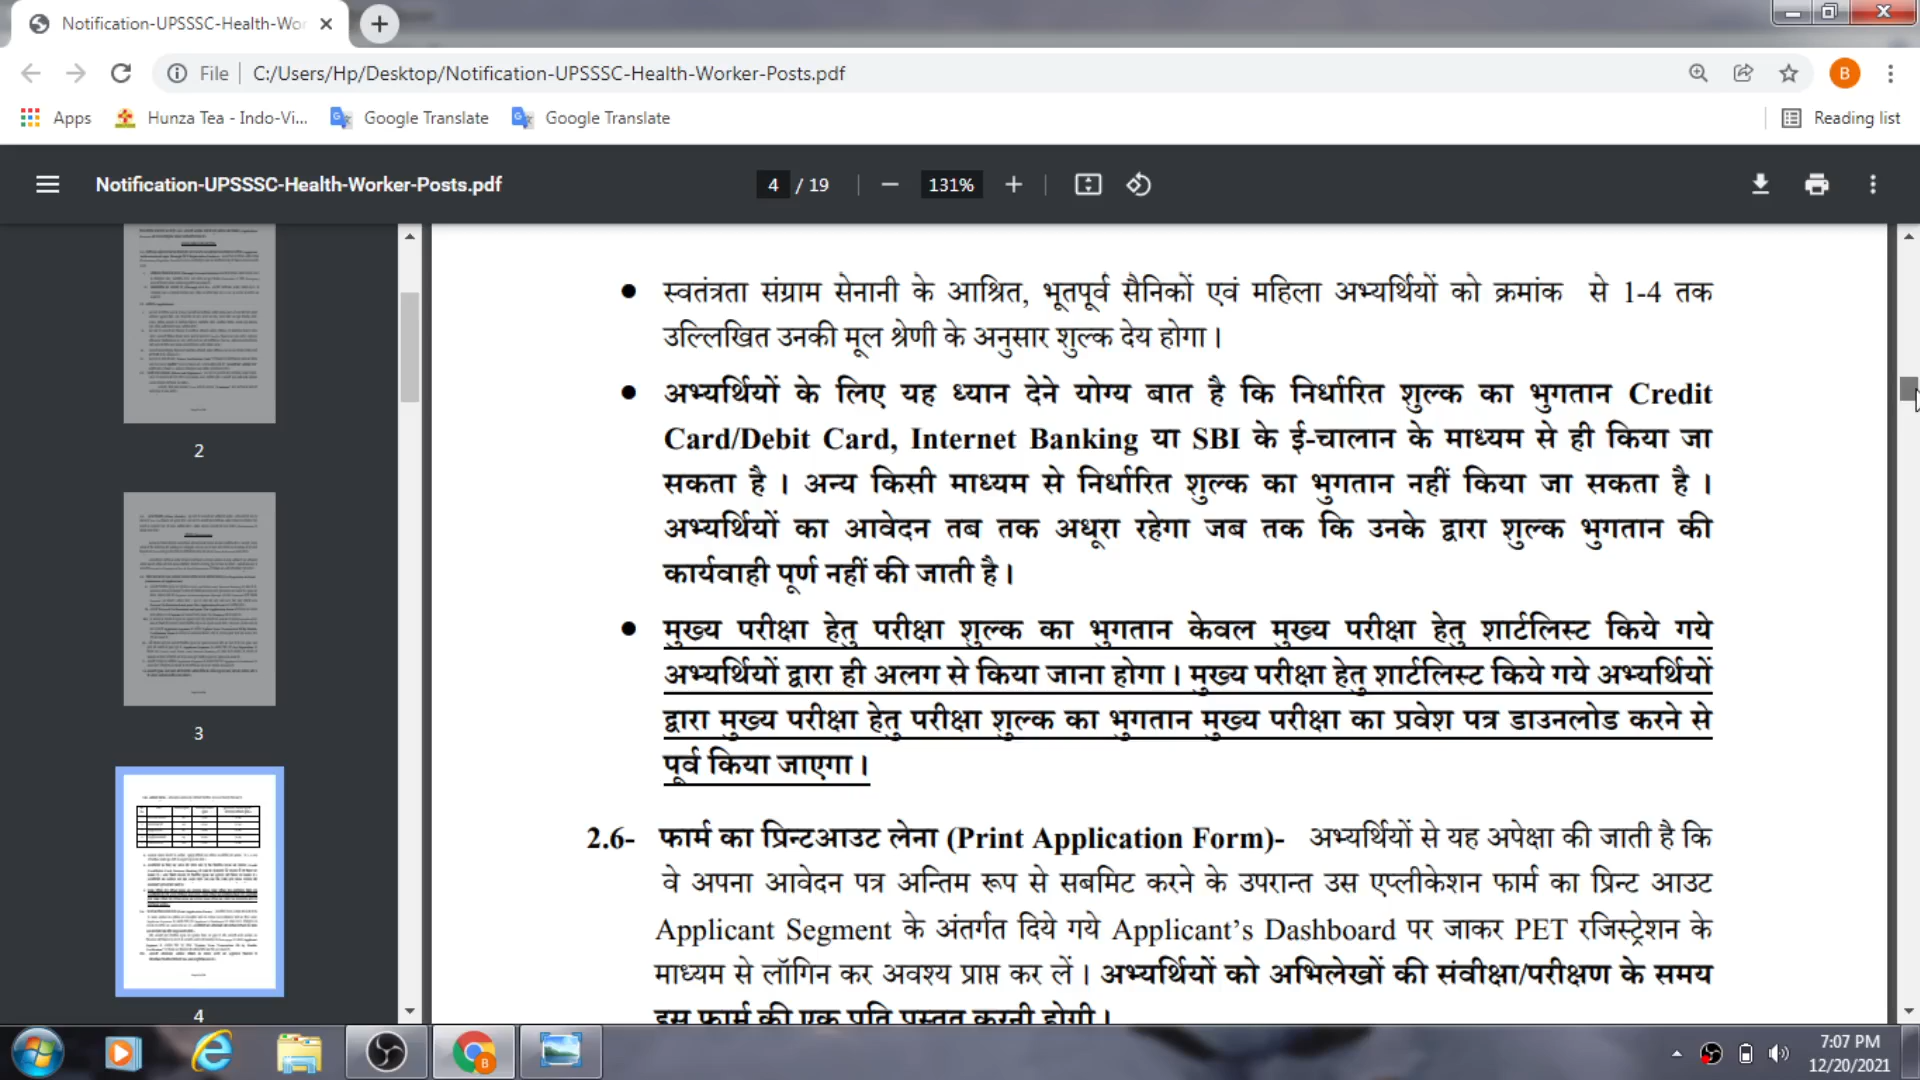 Notification-UPSSSC-Health-Wor
File
C:/Users/Hp/Desktop/Notification-UPSSSC-Health-Worker-Posts.pdf
B
Apps
Hunza Tea - Indo-Vi...
Google Translate
Google Translate
Reading list
Notification-UPSSSC-Health-Worker-Posts.pdf
4 / 19
131%
स्वतंत्रता संग्राम सेनानी के आश्रित, भूतपूर्व सैनिकों एवं महिला अभ्यर्थियों को क्रमांक से 1-4 तक
उल्लिखित उनकी मूल श्रेणी के अनुसार शुल्क देय होगा।
अभ्यर्थियों के लिए यह ध्यान देने योग्य बात है कि निर्धारित शुल्क का भुगतान Credit
Card/Debit Card, Internet Banking या SBI के ई-चालान के माध्यम से ही किया जा
सकता है। अन्य किसी माध्यम से निर्धारित शुल्क का भुगतान नहीं किया जा सकता है।
अभ्यर्थियों का आवेदन तब तक अधूरा रहेगा जब तक कि उनके द्वारा शुल्क भुगतान की
कार्यवाही पूर्ण नहीं की जाती है।
मुख्य परीक्षा हेतु परीक्षा शुल्क का भुगतान केवल मुख्य परीक्षा हेतु शार्टलिस्ट किये गये
अभ्यर्थियों द्वारा ही अलग से किया जाना होगा। मुख्य परीक्षा हेतु शार्टलिस्ट किये गये अभ्यर्थियों
द्वारा मुख्य परीक्षा हेतु परीक्षा शुल्क का भुगतान मुख्य परीक्षा का प्रवेश पत्र डाउनलोड करने से
पूर्व किया जाएगा।
2.6- फार्म का प्रिन्टआउट लेना (Print Application Form)- अभ्यर्थियों से यह अपेक्षा की जाती है कि
वे अपना आवेदन पत्र अन्तिम रूप से सबमिट करने के उपरान्त उस एप्लीकेशन फार्म का प्रिन्ट आउट
Applicant Segment के अंतर्गत दिये गये Applicant's Dashboard पर जाकर PET रजिस्ट्रेशन के
माध्यम से लॉगिन कर अवश्य प्राप्त कर लें। अभ्यर्थियों को अभिलेखों की संवीक्षा/परीक्षण के समय
इस फार्म की एक प्रति प्रस्तुत करनी होगी।
2
3
4
B
7:07 PM
12/20/2021